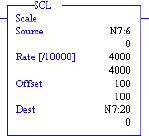 SCL
Scale
Source N7:6
0
Rate [/10000] 4000
4000
Offset 100
100
Dest N7:20
0